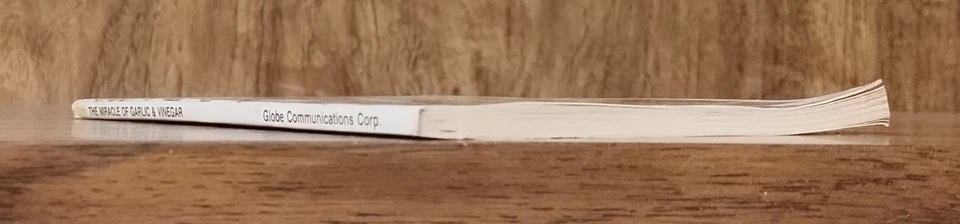 THE MIRACLE OF GARLIC & VINEGAR
Globe Communications Corp.